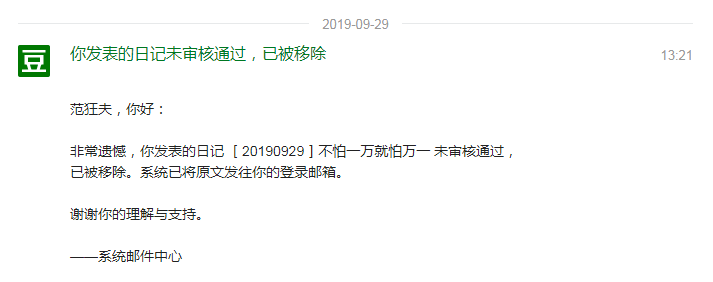 2019-09-29
豆
你发表的日记未审核通过，已被移除
13:21
范狂夫，你好：
非常遗憾，你发表的日记 ［ 20190929 ］不怕一万就怕万一 未审核通过，
已被移除。系统已将原文发往你的登录邮箱。
谢谢你的理解与支持。
——系统邮件中心